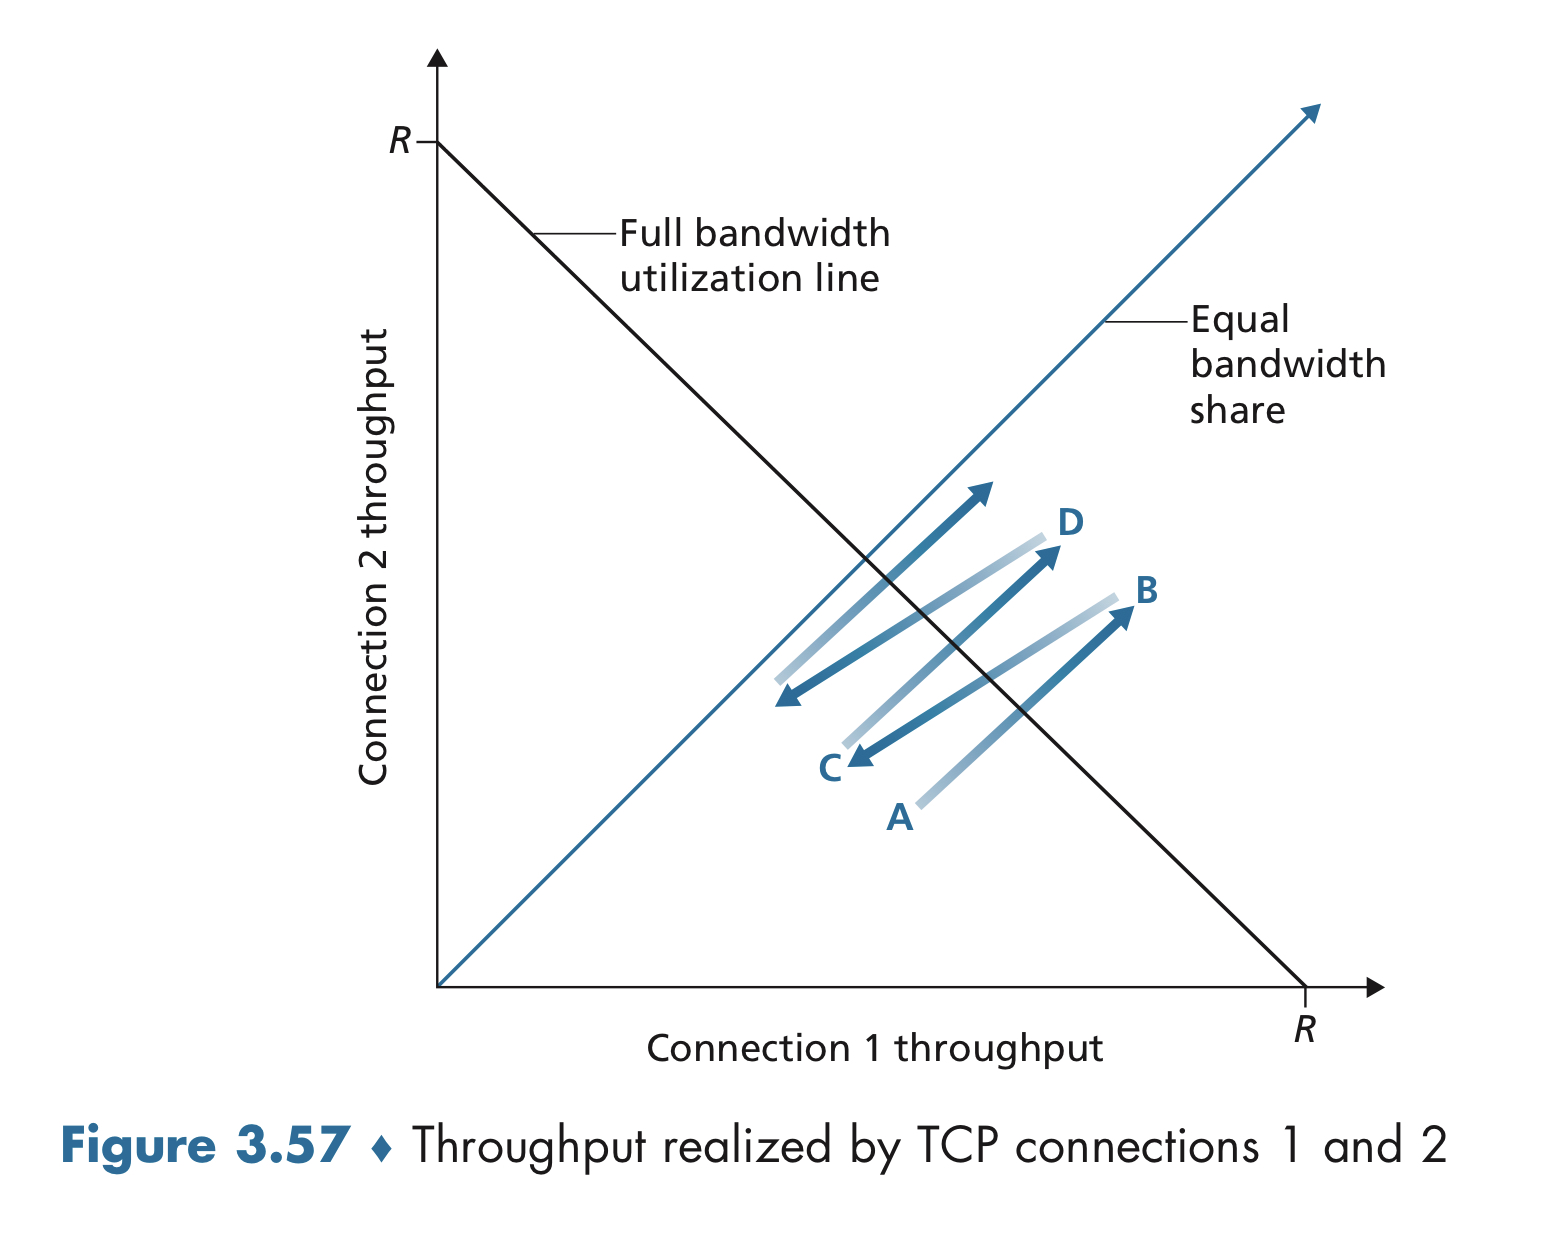 R
Full bandwidth
utilization line
Equal
bandwidth
share
Connection 2 throughput
D
B
C
A
R
Connection 1 throughput
Figure 3.57 ♦ Throughput realized by TCP connections 1 and 2